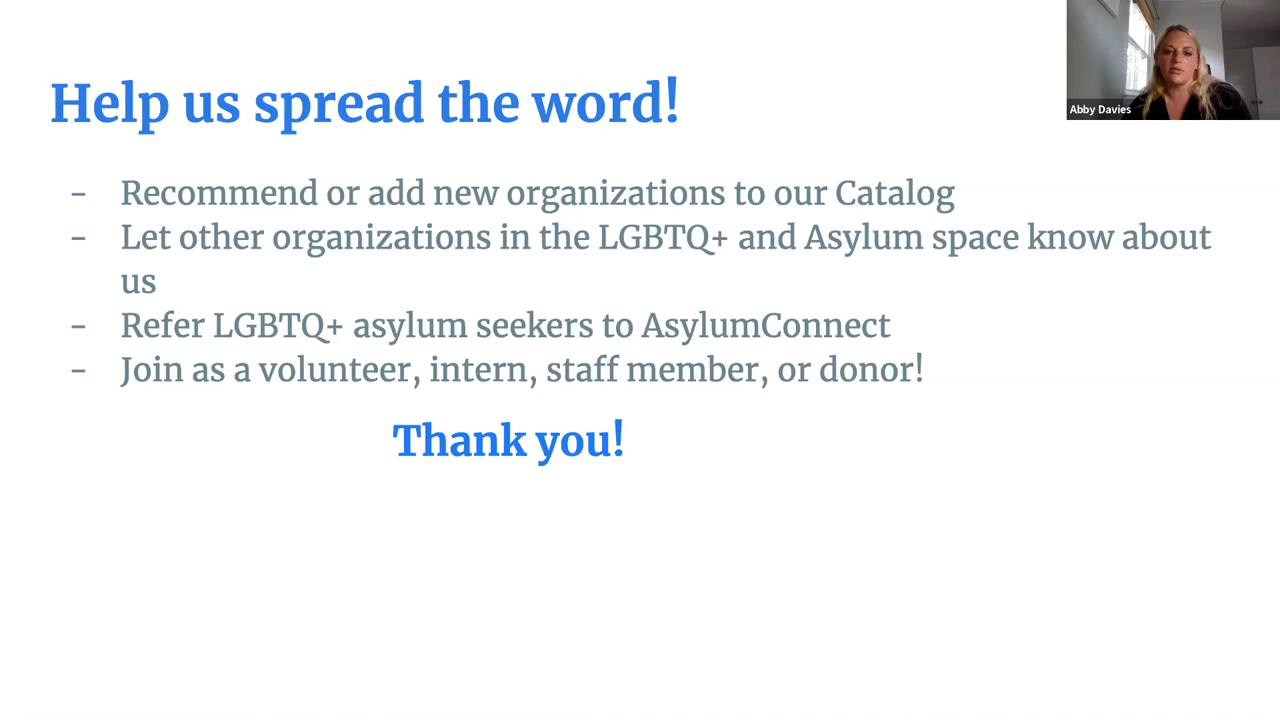 Help us spread the word!
Abby Davies
- Recommend or add new organizations to our Catalog
- Let other organizations in the LGBTQ+ and Asylum space know about
us
- Refer LGBTQ+ asylum seekers to AsylumConnect
- Join as a volunteer, intern, staff member, or donor!
Thank you!